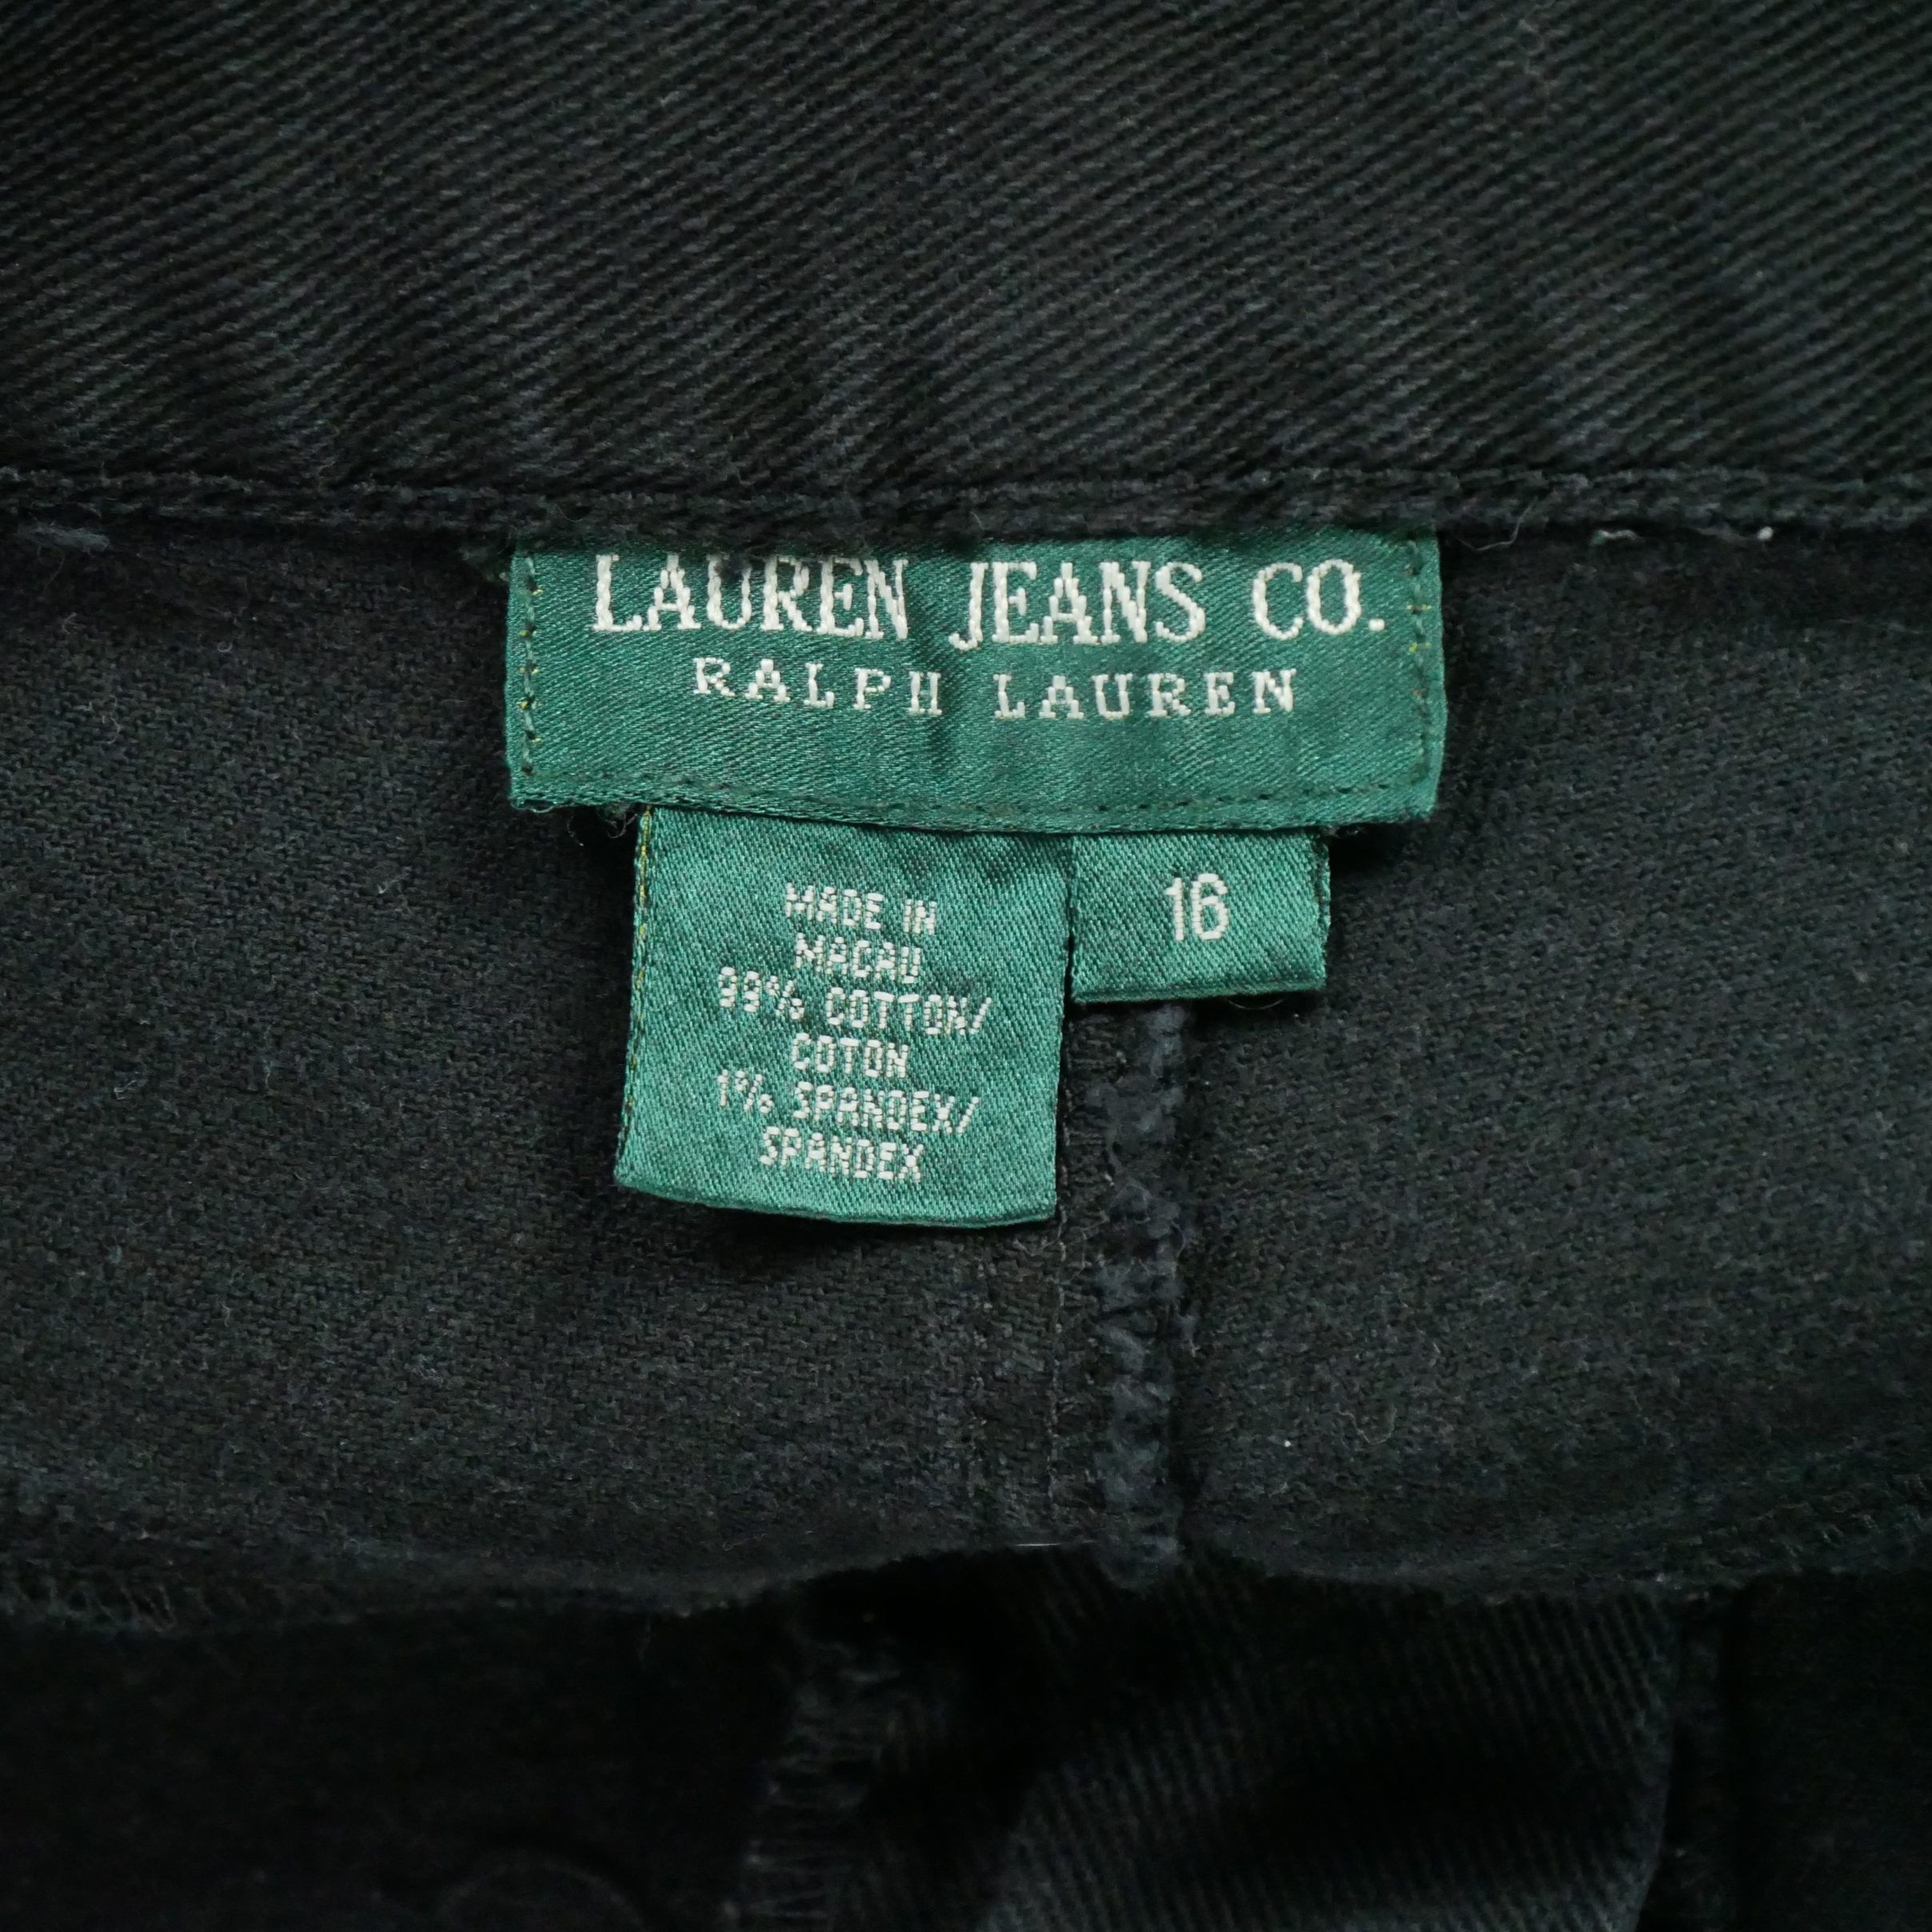 LAUREN JEANS CO.
RALPH LAUREN
16
MADE IN
MACAU
99% COTTON/
COTON
1% SPANDEX/
SPANDEX